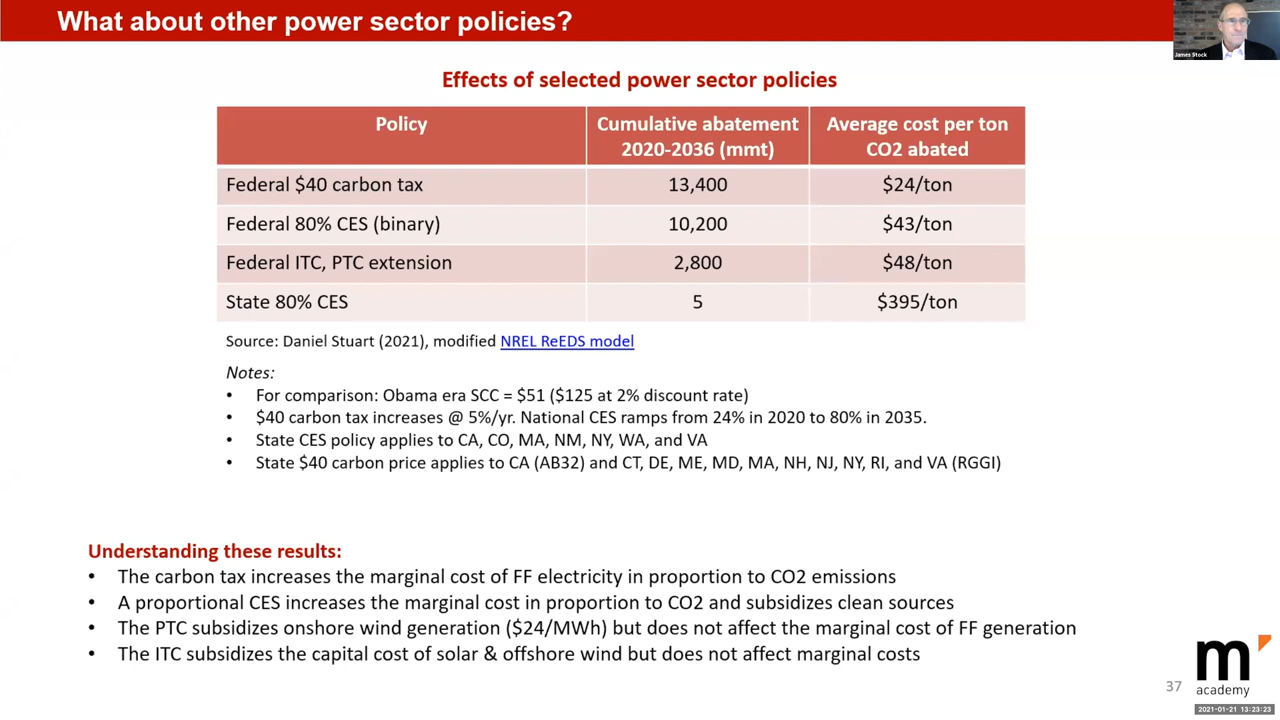 What about other power sector policies?
James Stock
Effects of selected power sector policies
Policy
Cumulative abatement 2020-2036 (mmt)
Average cost per ton CO2 abated
Federal $40 carbon tax 13,400 $24/ton
Federal 80% CES (binary) 10,200 $43/ton
Federal ITC, PTC extension 2,800 $48/ton
State 80% CES 5 $395/ton
Source: Daniel Stuart (2021), modified NREL ReEDS model
Notes:
• For comparison: Obama era SCC = $51 ($125 at 2% discount rate)
• $40 carbon tax increases @ 5%/yr. National CES ramps from 24% in 2020 to 80% in 2035.
• State CES policy applies to CA, CO, MA, NM, NY, WA, and VA
• State $40 carbon price applies to CA (AB32) and CT, DE, ME, MD, MA, NH, NJ, NY, RI, and VA (RGGI)
Understanding these results:
• The carbon tax increases the marginal cost of FF electricity in proportion to CO2 emissions
• A proportional CES increases the marginal cost in proportion to CO2 and subsidizes clean sources
• The PTC subsidizes onshore wind generation ($24/MWh) but does not affect the marginal cost of FF generation
• The ITC subsidizes the capital cost of solar & offshore wind but does not affect marginal costs
37
m
academy
2021-01-21 13:23:23